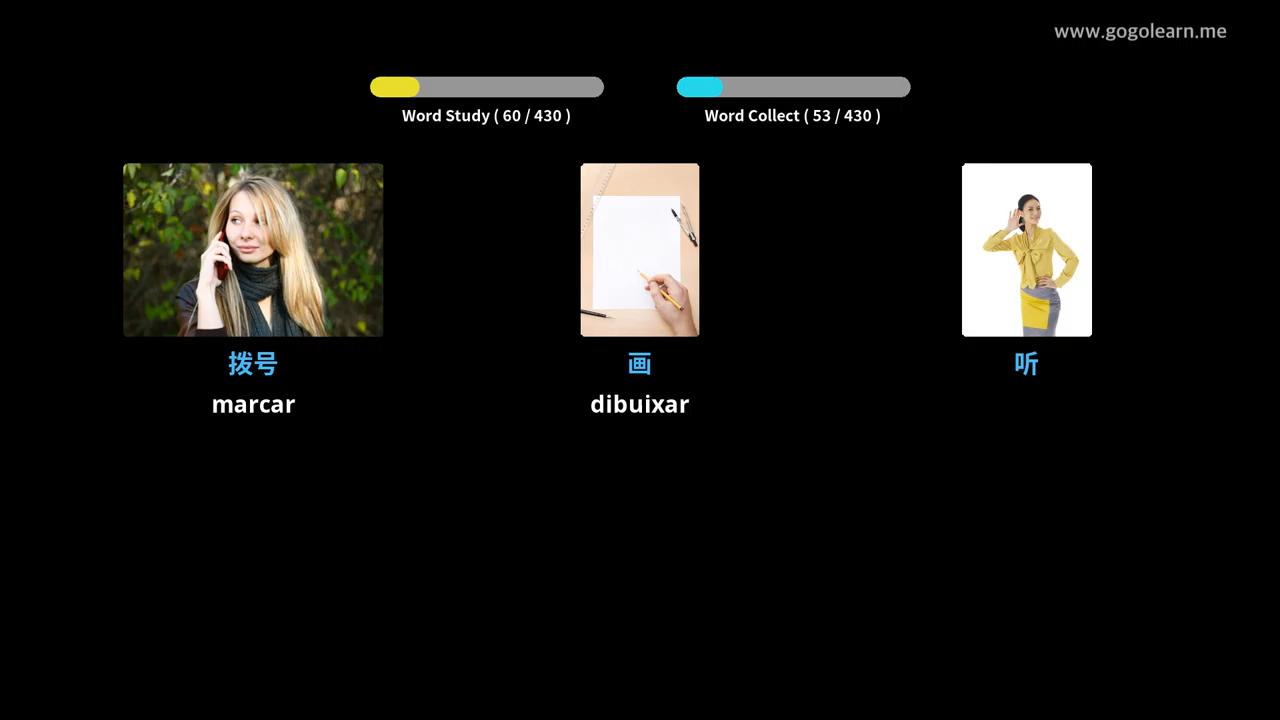 www.gogolearn.me
Word Study ( 60 / 430 )
Word Collect ( 53 / 430 )
拨号
画
听
marcar
dibuixar